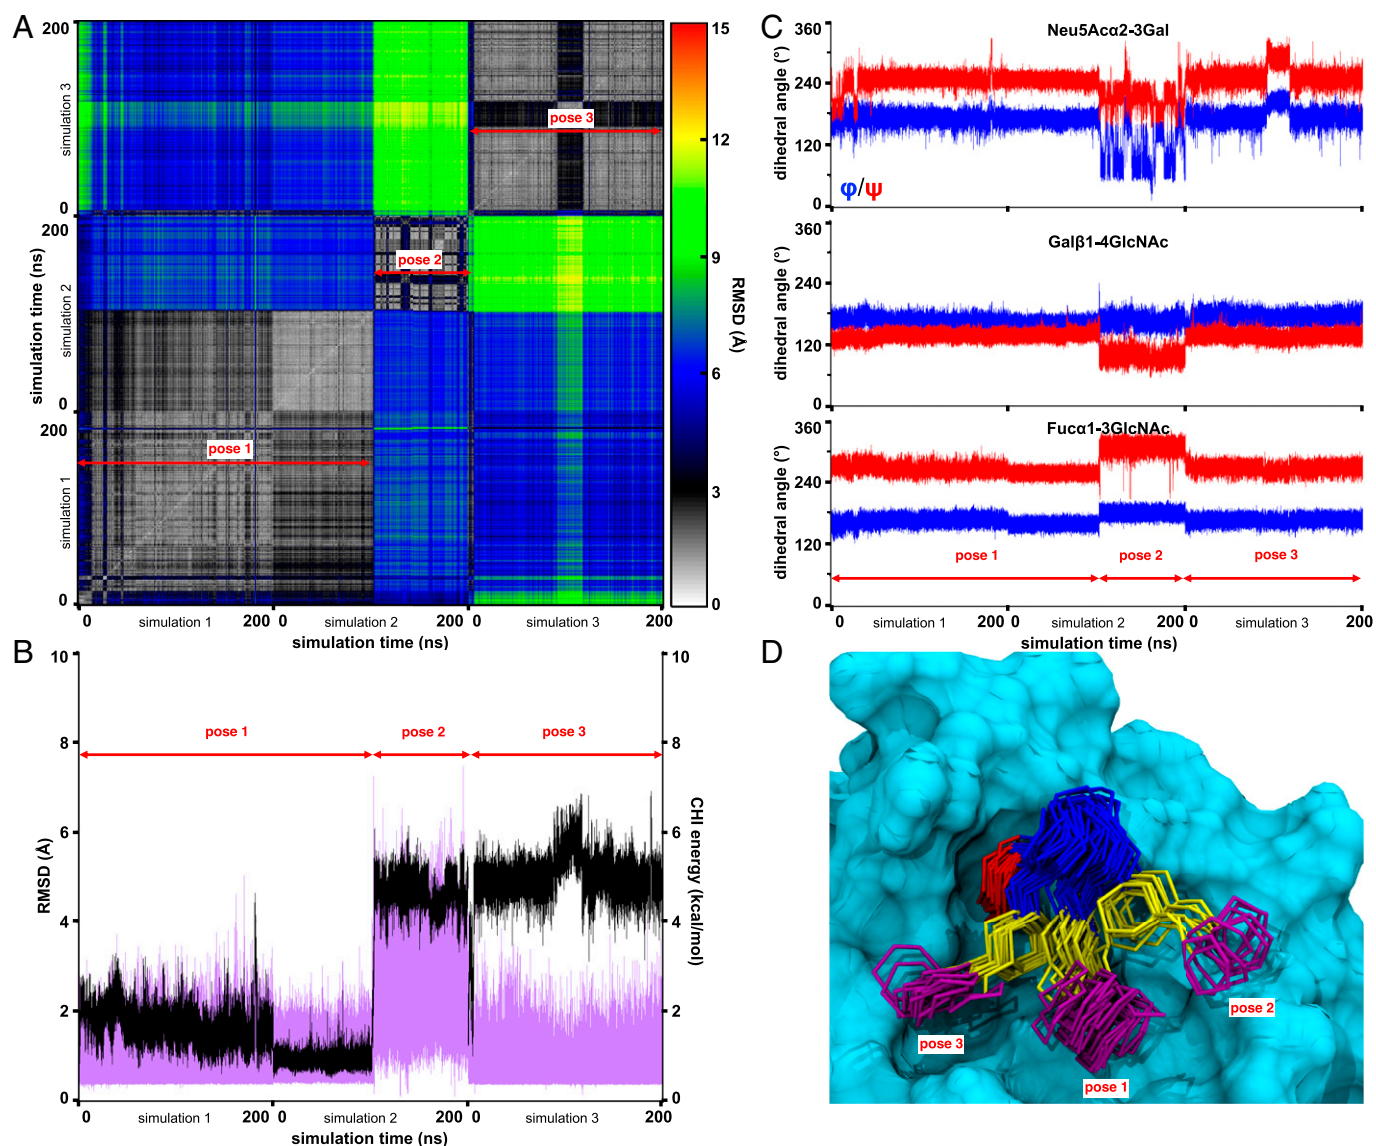 A
200
simulation 3
0
200
simulation 2
0
200
simulation 1
0
simulation time (ns)
pose 3
pose 2
pose 1
0 simulation 1 200 0 simulation 2 200 0 simulation 3 200
simulation time (ns)
15
12
9
6
3
0
RMSD (Å)
B
10
8
6
4
2
0
RMSD (Å)
pose 1 pose 2 pose 3
10
8
6
4
2
0
CHI energy (kcal/mol)
0 simulation 1 200 0 simulation 2 200 0 simulation 3 200
simulation time (ns)
C
Neu5Acα2-3Gal
360
240
120
0
dihedral angle (°)
φ/ψ
Galβ1-4GlcNAc
360
240
120
0
dihedral angle (°)
Fucα1-3GlcNAc
360
240
120
0
dihedral angle (°)
pose 1 pose 2 pose 3
0 simulation 1 200 0 simulation 2 200 0 simulation 3 200
simulation time (ns)
D
pose 2
pose 3
pose 1